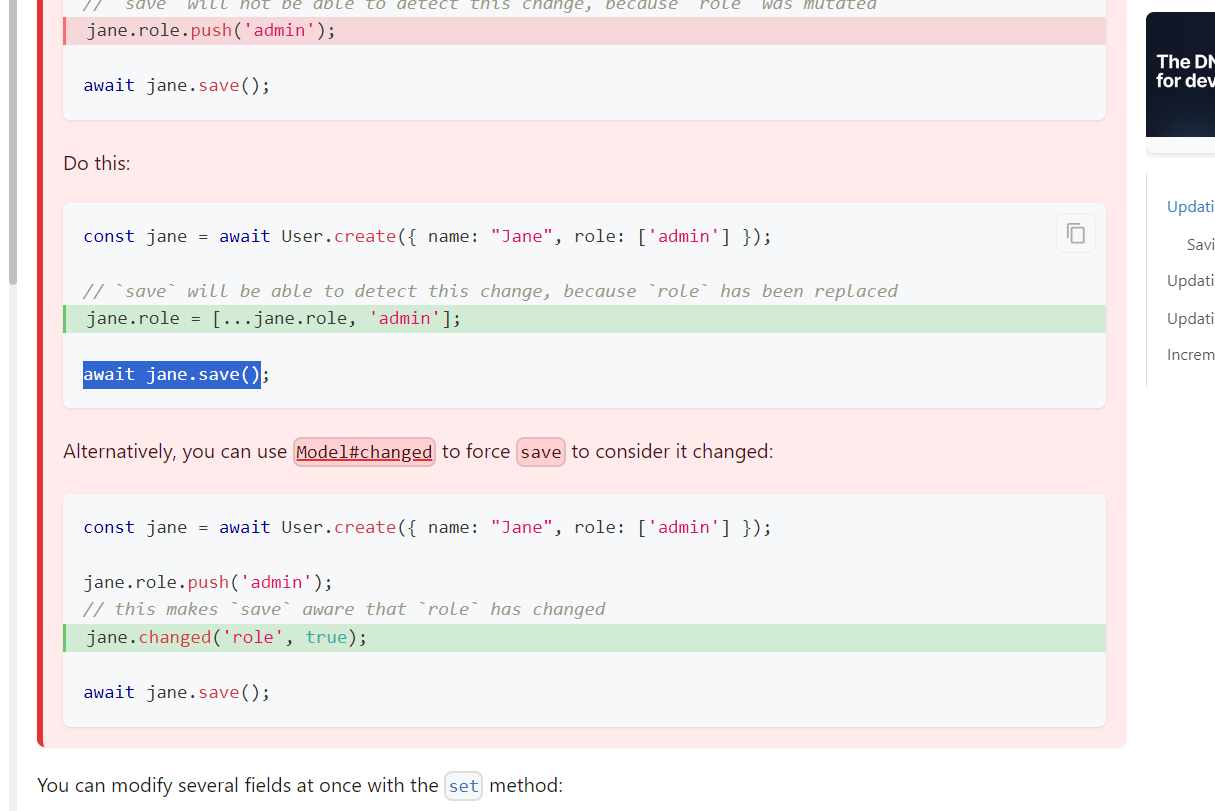 // `save` will not be able to detect this change, because `role` was mutated
jane.role.push('admin');
await jane.save();
Do this:
const jane = await User.create({ name: "Jane", role: ['admin'] });
// `save` will be able to detect this change, because `role` has been replaced
jane.role = [...jane.role, 'admin'];
await jane.save();
Alternatively, you can use Model#changed to force save to consider it changed:
const jane = await User.create({ name: "Jane", role: ['admin'] });
jane.role.push('admin');
// this makes `save` aware that `role` has changed
jane.changed('role', true);
await jane.save();
You can modify several fields at once with the set method:
The DN
for dev
Updati
Savi
Updati
Updati
Increm